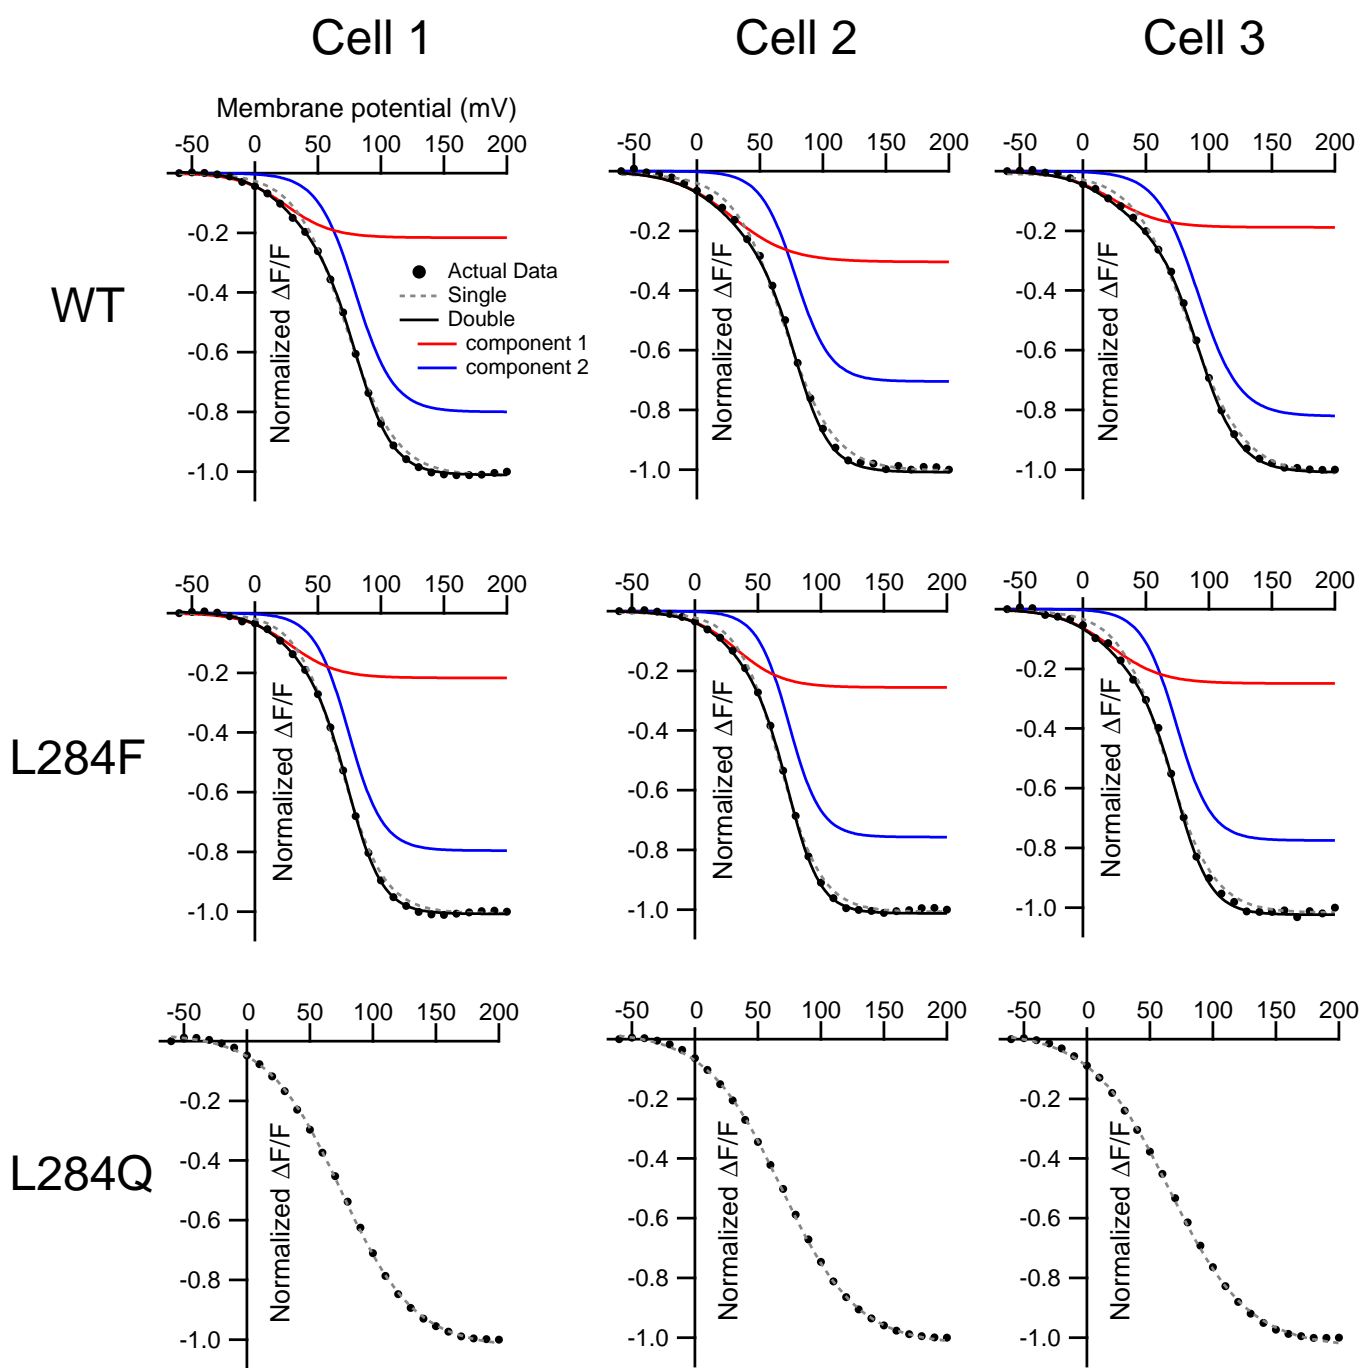 Cell 1 Cell 2 Cell 3
Membrane potential (mV)
-50 0 50 100 150 200 -50 0 50 100 150 200 -50 0 50 100 150 200
WT
-0.2 -0.2 -0.2
-0.4 -0.4 -0.4
-0.6 -0.6 -0.6
-0.8 -0.8 -0.8
-1.0 -1.0 -1.0
Normalized ΔF/F Normalized ΔF/F Normalized ΔF/F
Actual Data
Single
Double
component 1
component 2
-50 0 50 100 150 200 -50 0 50 100 150 200 -50 0 50 100 150 200
L284F
-0.2 -0.2 -0.2
-0.4 -0.4 -0.4
-0.6 -0.6 -0.6
-0.8 -0.8 -0.8
-1.0 -1.0 -1.0
Normalized ΔF/F Normalized ΔF/F Normalized ΔF/F
-50 0 50 100 150 200 -50 0 50 100 150 200 -50 0 50 100 150 200
L284Q
-0.2 -0.2 -0.2
-0.4 -0.4 -0.4
-0.6 -0.6 -0.6
-0.8 -0.8 -0.8
-1.0 -1.0 -1.0
Normalized ΔF/F Normalized ΔF/F Normalized ΔF/F